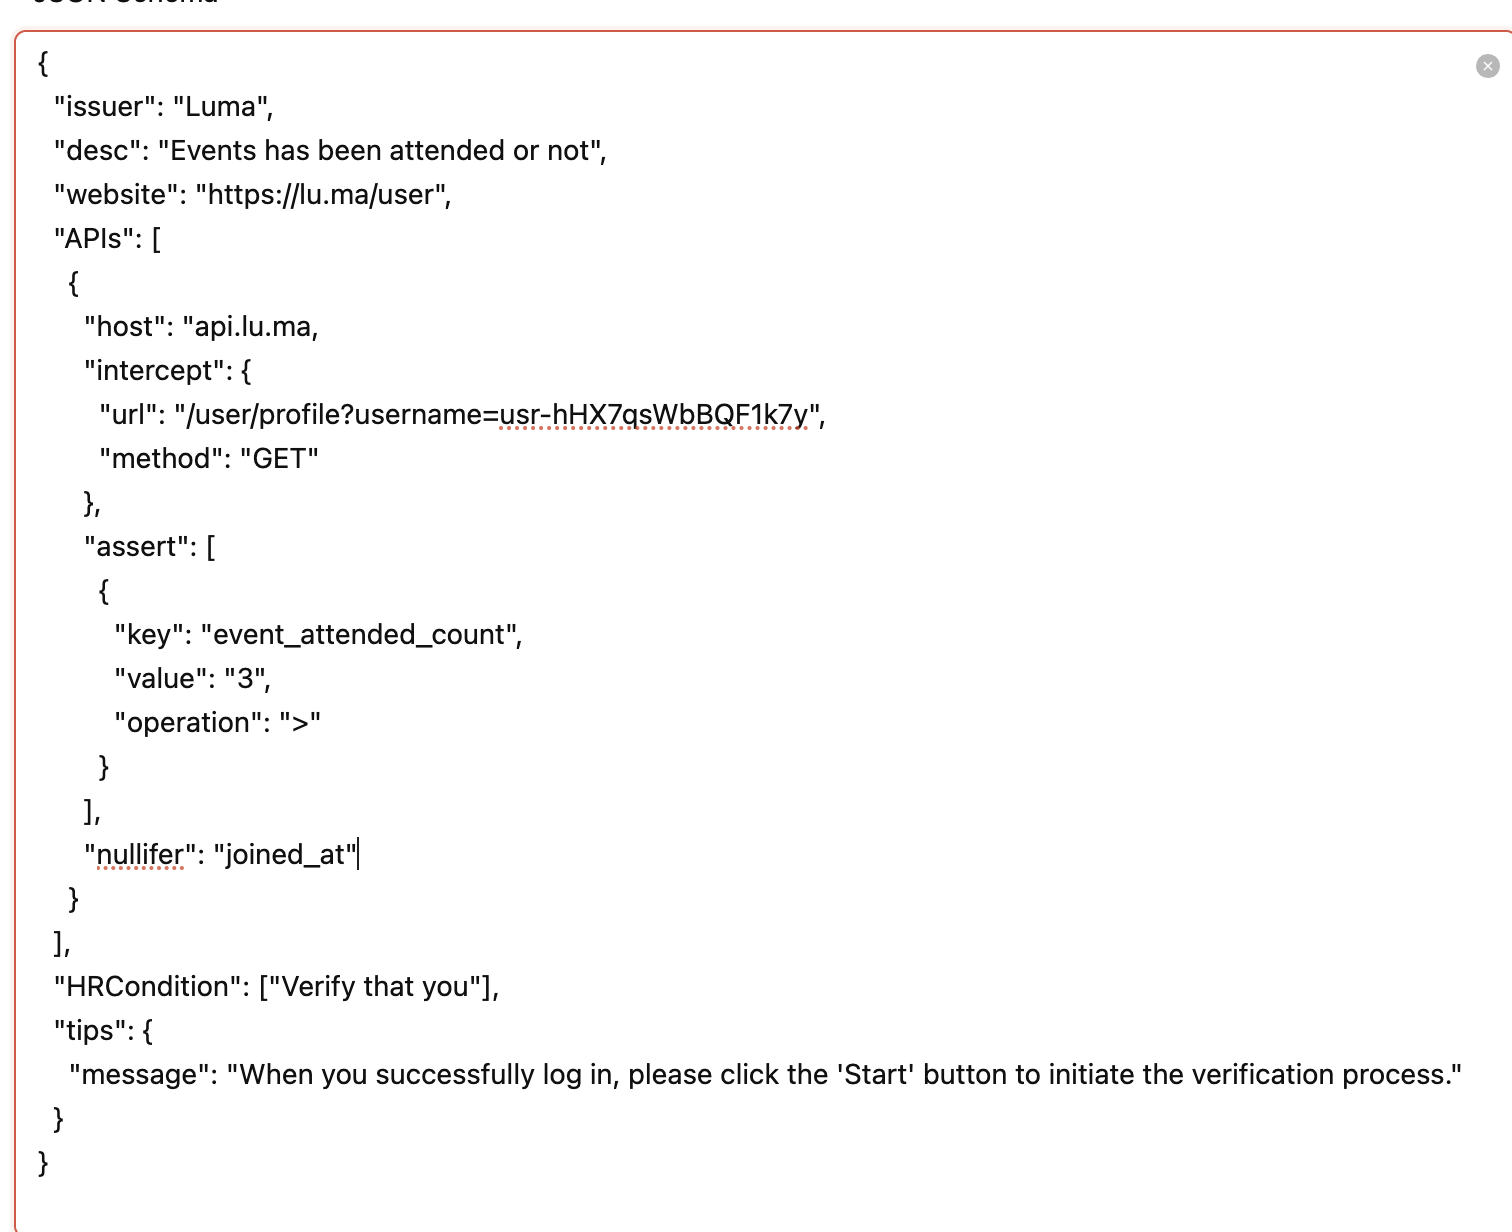 JSON Schema
{
"issuer": "Luma",
"desc": "Events has been attended or not",
"website": "https://lu.ma/user",
"APIs": [
{
"host": "api.lu.ma,
"intercept": {
"url": "/user/profile?username=usr-hHX7qsWbBQF1k7y",
"method": "GET"
},
"assert": [
{
"key": "event_attended_count",
"value": "3",
"operation": ">"
}
],
"nullifer": "joined_at"
}
],
"HRCondition": ["Verify that you"],
"tips": {
"message": "When you successfully log in, please click the 'Start' button to initiate the verification process."
}
}